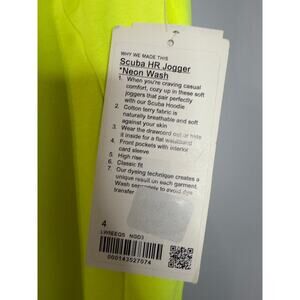 WHY WE MADE THIS
Scuba HR Jogger
*Neon Wash
1. When you're craving casual
comfort, cozy up in these soft
joggers that pair perfectly
with our Scuba Hoodie
2. Cotton terry fabric is
naturally breathable and soft
against your skin
3. Wear the drawcord out or hide
it inside for a flat waistband
4. Front pockets with interior
card sleeve
5. High rise
6. Classic fit
7. Our dyeing technique creates a
unique result on each garment.
Wash separately to avoid dye
transfer
4
LW5EEQS NGD3
000143527074